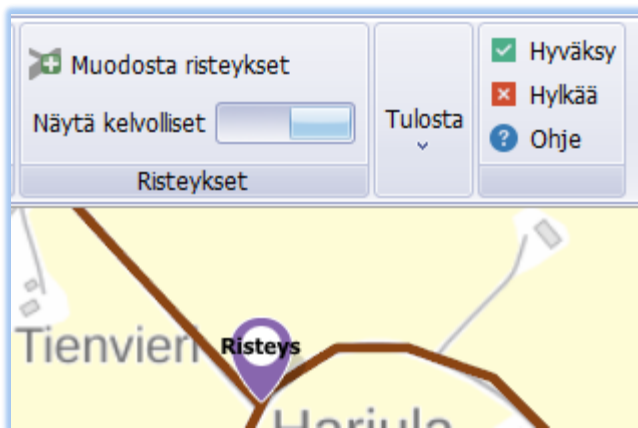 Muodosta risteykset
Näytä kelvolliset
Risteykset
Tulosta
Hyväksy
Hylkää
? Ohje
Tienvieri
Risteys
Harjula